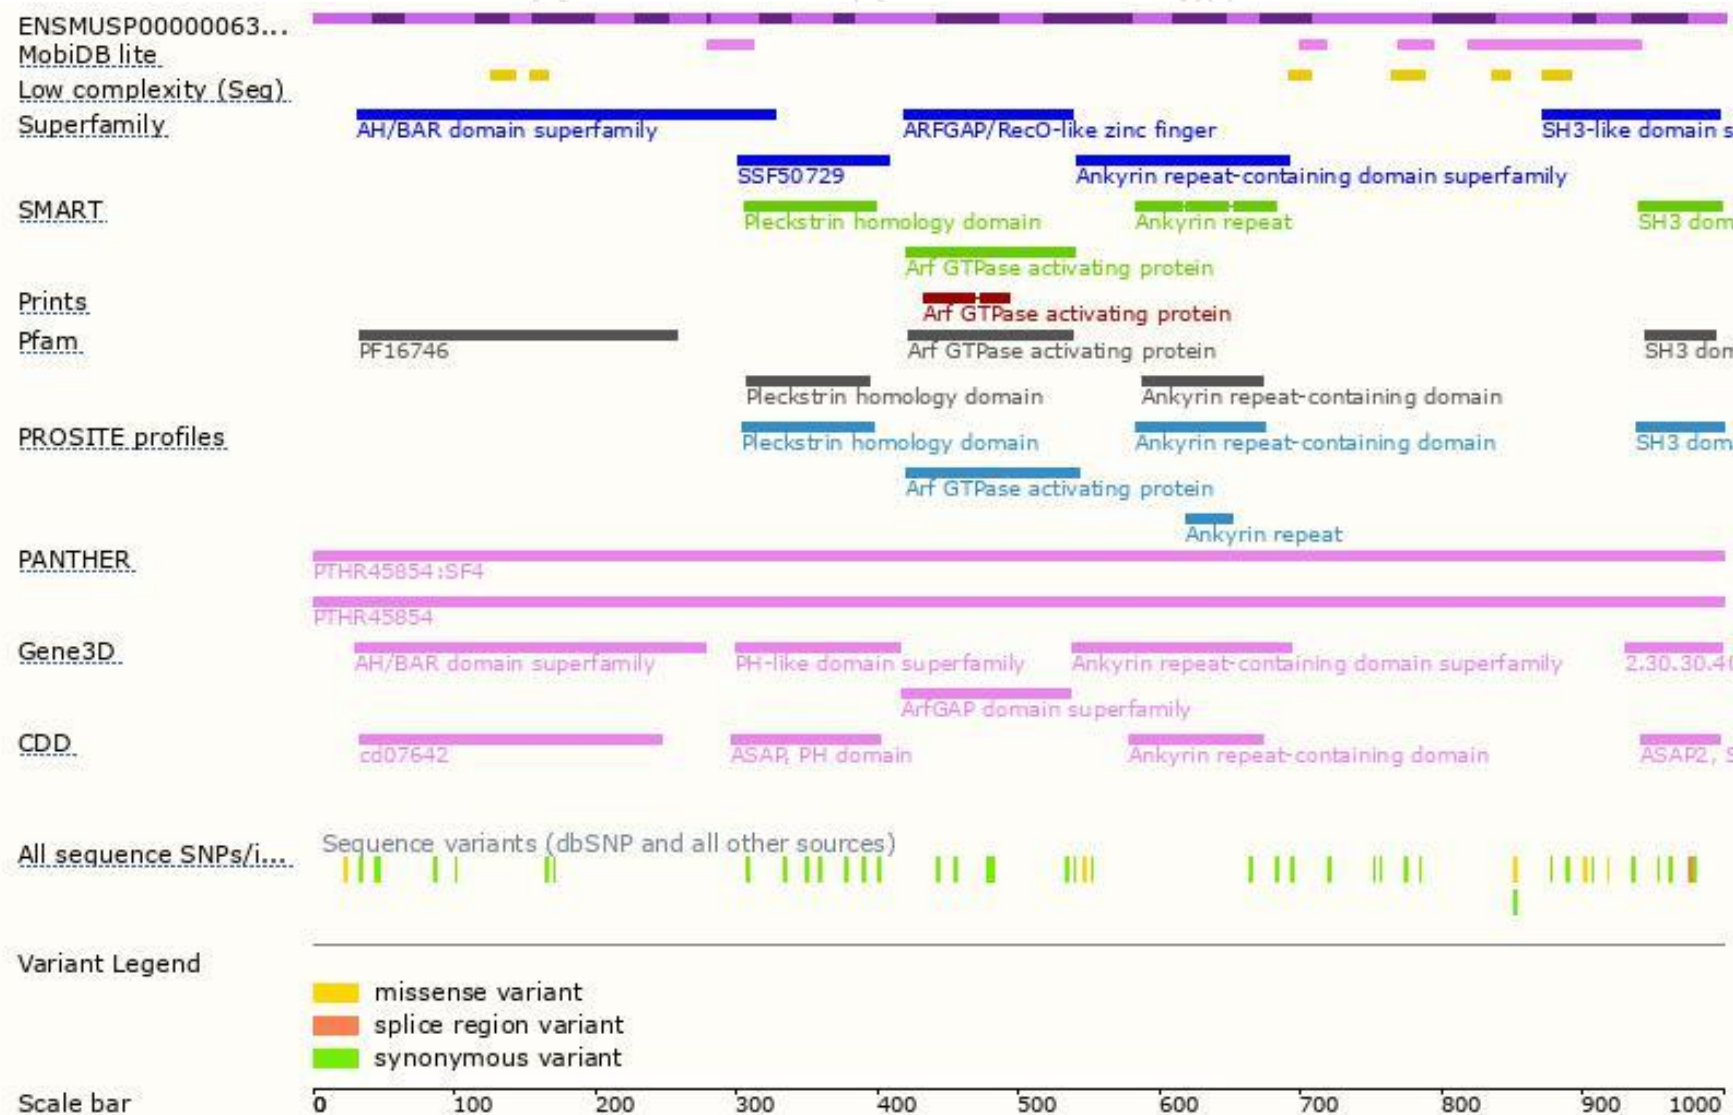 ENSMUSP00000063...
MobiDB lite
Low complexity (Seg)
Superfamily
AH/BAR domain superfamily
ARFGAP/RecO-like zinc finger
SH3-like domain s
SSF50729
Ankyrin repeat-containing domain superfamily
SMART
Pleckstrin homology domain
Ankyrin repeat
SH3 dom
Arf GTPase activating protein
Prints
Arf GTPase activating protein
Pfam
PF16746
Arf GTPase activating protein
SH3 dom
Pleckstrin homology domain
Ankyrin repeat-containing domain
PROSITE profiles
Pleckstrin homology domain
Ankyrin repeat-containing domain
SH3 dom
Arf GTPase activating protein
Ankyrin repeat
PANTHER
PTHR45854:SF4
PTHR45854
Gene3D
AH/BAR domain superfamily
PH-like domain superfamily
Ankyrin repeat-containing domain superfamily
2.30.30.4
ArfGAP domain superfamily
CDD
cd07642
ASAP, PH domain
Ankyrin repeat-containing domain
ASAP2, S
All sequence SNPs/i...
Sequence variants (dbSNP and all other sources)
Variant Legend
missense variant
splice region variant
synonymous variant
Scale bar
0 100 200 300 400 500 600 700 800 900 1000